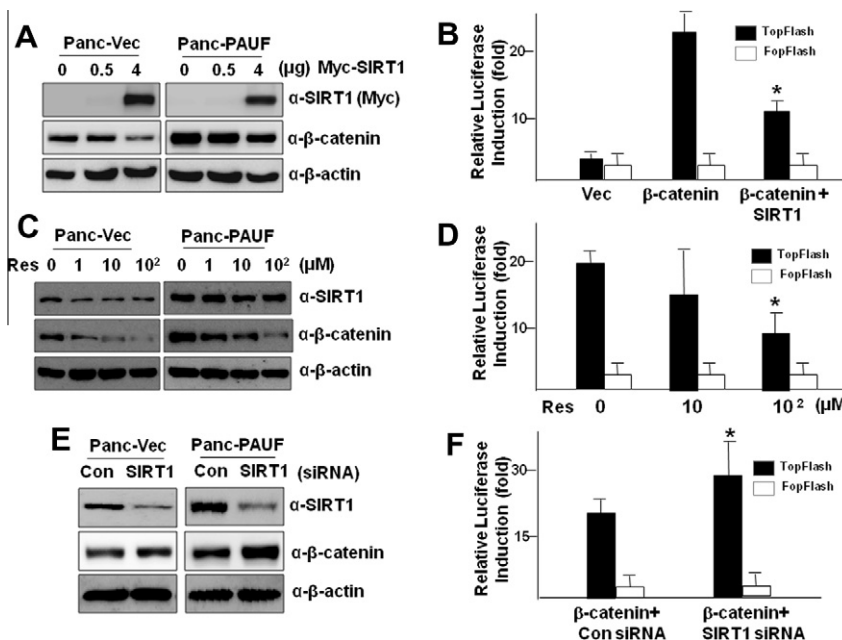 A
Panc-Vec Panc-PAUF
0 0.5 4 0 0.5 4 (μg) Myc-SIRT1
α-SIRT1 (Myc)
α-β-catenin
α-β-actin
B
Relative Luciferase
Induction (fold)
20
10
TopFlash
FopFlash
*
Vec β-catenin β-catenin +
SIRT1
C
Panc-Vec Panc-PAUF
Res 0 1 10 10² 0 1 10 10² (μM)
α-SIRT1
α-β-catenin
α-β-actin
D
Relative Luciferase
Induction (fold)
20
10
TopFlash
FopFlash
*
Res 0 10 10² (μM)
E
Panc-Vec Panc-PAUF
Con SIRT1 Con SIRT1 (siRNA)
α-SIRT1
α-β-catenin
α-β-actin
F
Relative Luciferase
Induction (fold)
30
15
TopFlash
FopFlash
*
β-catenin+ β-catenin+
Con siRNA SIRT1 siRNA